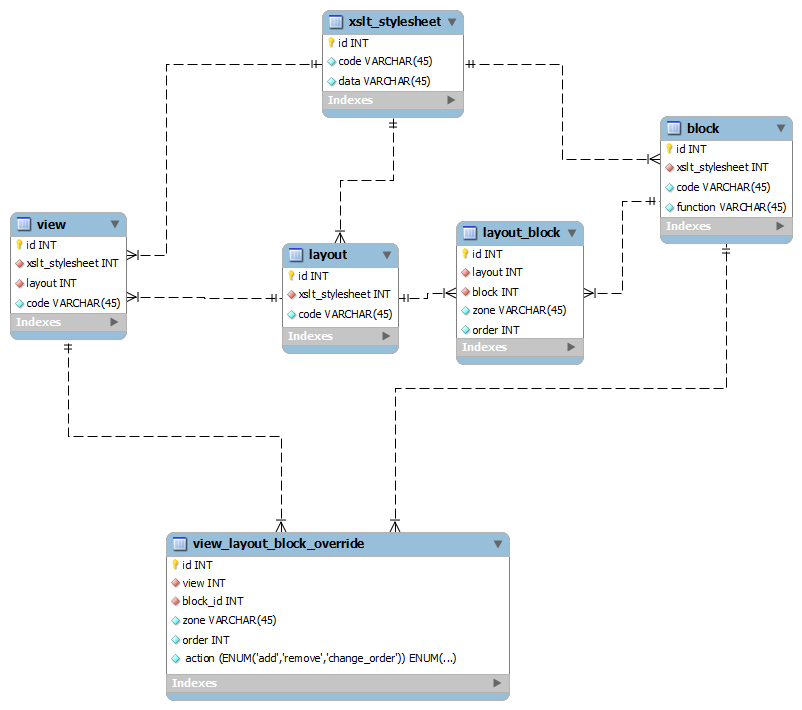 xslt_stylesheet
id INT
code VARCHAR(45)
data VARCHAR(45)
Indexes
block
id INT
xslt_stylesheet INT
code VARCHAR(45)
function VARCHAR(45)
Indexes
view
id INT
xslt_stylesheet INT
layout INT
code VARCHAR(45)
Indexes
layout
id INT
xslt_stylesheet INT
code VARCHAR(45)
Indexes
layout_block
id INT
layout INT
block INT
zone VARCHAR(45)
order INT
Indexes
view_layout_block_override
id INT
view INT
block_id INT
zone VARCHAR(45)
order INT
action (ENUM('add','remove','change_order')) ENUM(...)
Indexes